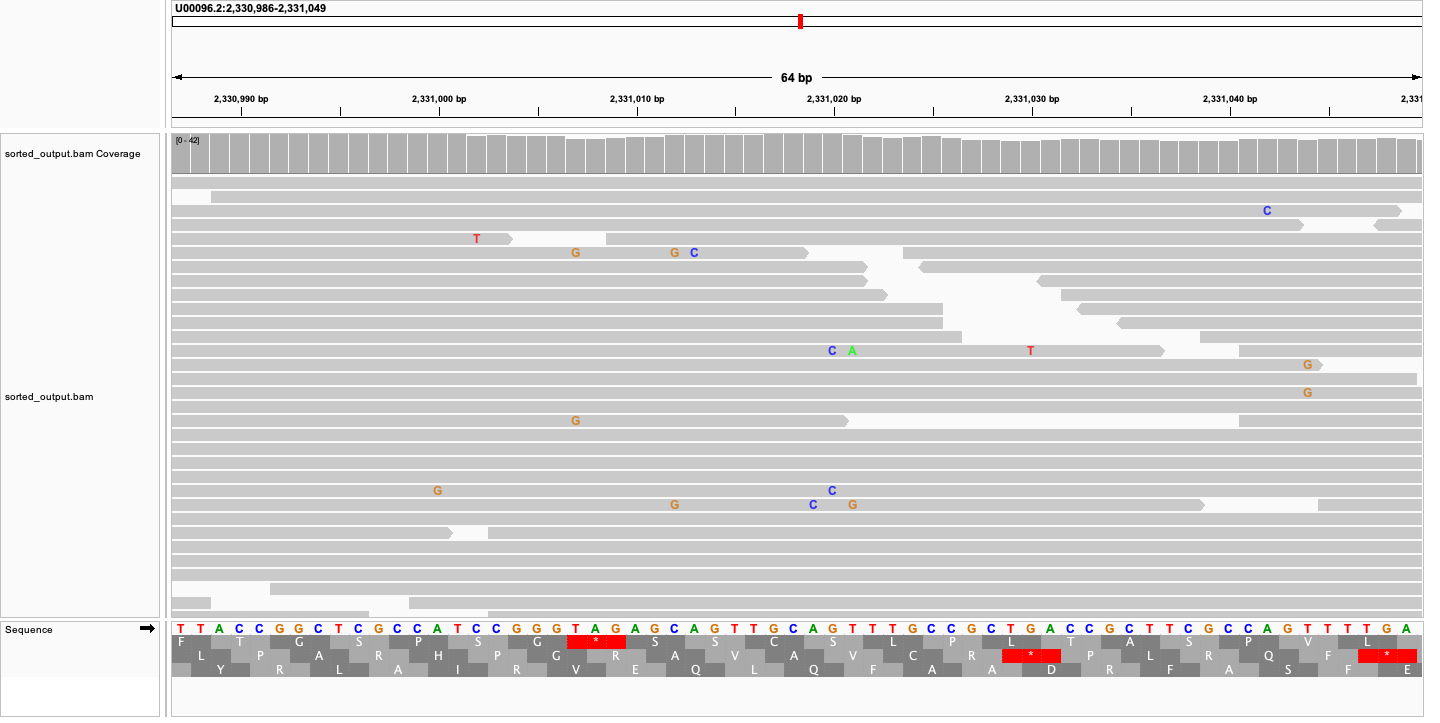 U00096.2:2,330,986-2,331,049
64 bp
2,330,990 bp 2,331,000 bp 2,331,010 bp 2,331,020 bp 2,331,030 bp 2,331,040 bp 2,331
sorted_output.bam Coverage
[0 - 42]
C
T
G G C
C A T
G
sorted_output.bam
G
G
G C
G C G
Sequence
T T A C C G G C T C G C C A T C C G G G T A G A G C A G T T G C A G T T T G C C G C T G A C C G C T T C G C C A G T T T T G A
F T G S P S G * S S C S L P L T A S P V L
L P A R H P G R A V A V C R * P L R Q F *
Y R L A I R V E Q L Q F A A D R F A S F E